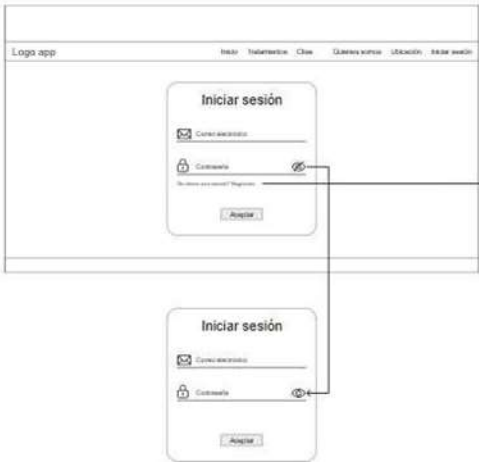 Logo app
Inicio Tratamientos Citas Quienes somos Ubicación Iniciar sesión
Iniciar sesión
Correo electrónico
Contraseña
Aceptar
Iniciar sesión
Correo electrónico
Contraseña
Aceptar